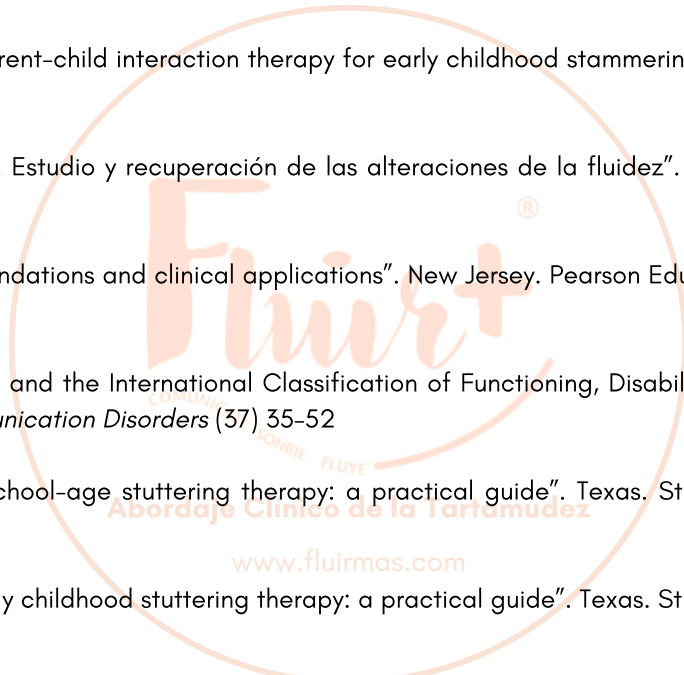 rent-child interaction therapy for early childhood stammerin
. Estudio y recuperación de las alteraciones de la fluidez”.
®
Fluir+
ndations and clinical applications”. New Jersey. Pearson Edu
and the International Classification of Functioning, Disabil
COMUNIC SONRIE FLUYE
unication Disorders (37) 35-52
chool-age stuttering therapy: a practical guide”. Texas. St
Abordaje Clínico de la Tartamudez
www.fluirmas.com
y childhood stuttering therapy: a practical guide”. Texas. St